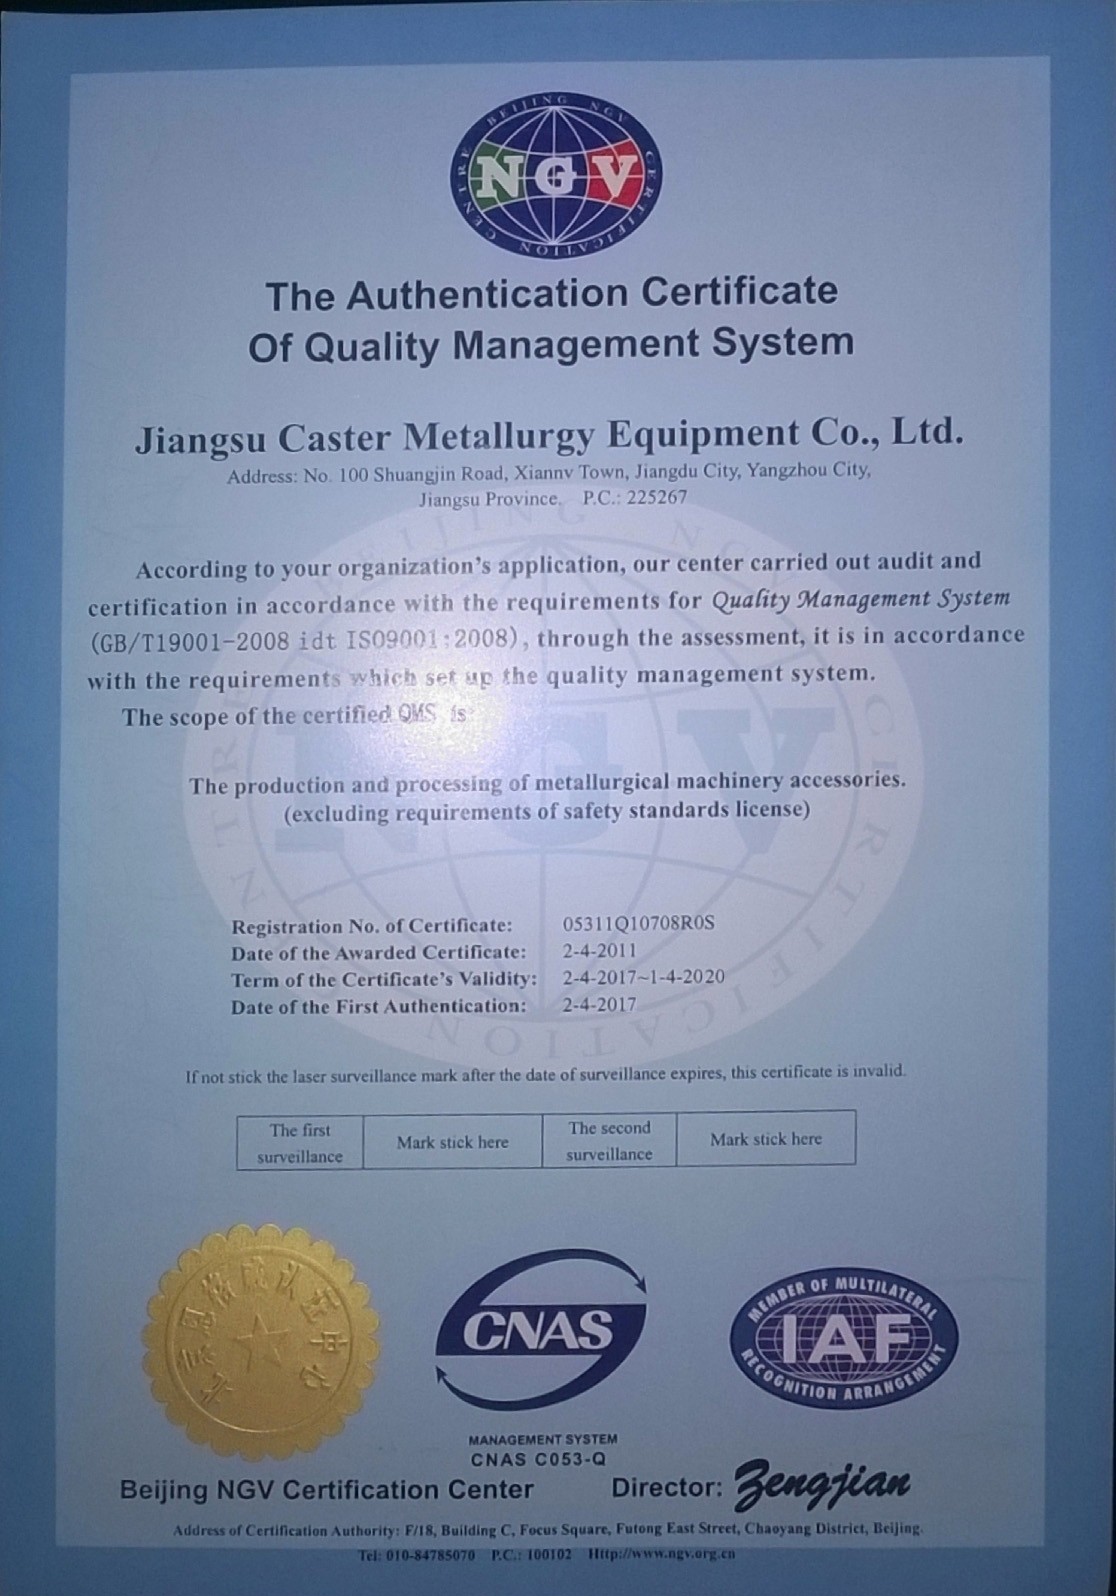 BEIJING NGV CERTIFICATION CENTRE
NGV
The Authentication Certificate
Of Quality Management System
Jiangsu Caster Metallurgy Equipment Co., Ltd.
Address: No. 100 Shuangjin Road, Xiannv Town, Jiangdu City, Yangzhou City,
Jiangsu Province. P.C.: 225267
According to your organization's application, our center carried out audit and
certification in accordance with the requirements for Quality Management System
(GB/T19001-2008 idt ISO9001:2008), through the assessment, it is in accordance
with the requirements which set up the quality management system.
The scope of the certified QMS is
The production and processing of metallurgical machinery accessories.
(excluding requirements of safety standards license)
Registration No. of Certificate: 05311Q10708R0S
Date of the Awarded Certificate: 2-4-2011
Term of the Certificate's Validity: 2-4-2017~1-4-2020
Date of the First Authentication: 2-4-2017
If not stick the laser surveillance mark after the date of surveillance expires, this certificate is invalid.
The first surveillance Mark stick here The second surveillance Mark stick here
CNAS
MEMBER OF MULTILATERAL
IAF
RECOGNITION ARRANGEMENT
MANAGEMENT SYSTEM
CNAS C053-Q
Beijing NGV Certification Center Director: Zengjian
Address of Certification Authority: F/18, Building C, Focus Square, Futong East Street, Chaoyang District, Beijing.
Tel: 010-84785070 P.C.: 100102 Http://www.ngv.org.cn